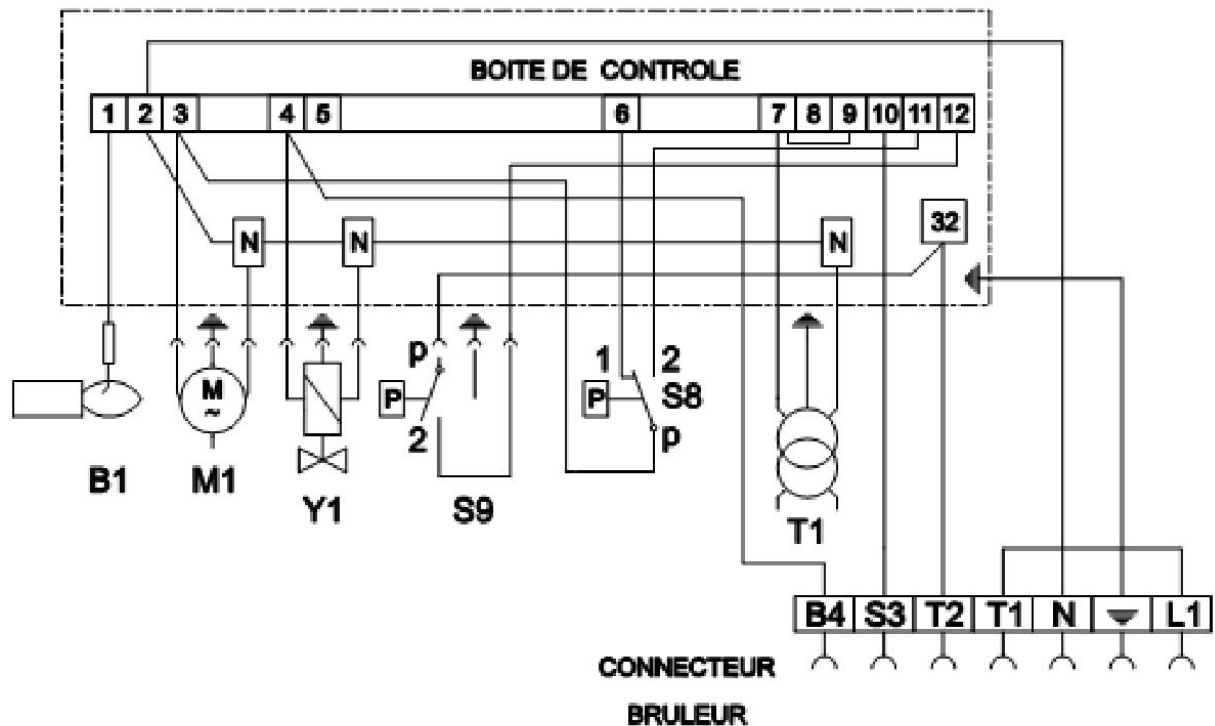 BOITE DE CONTROLE
1 2 3 4 5 6 7 8 9 10 11 12
32
N N N
p 1 2
M P P S8
~
2 p
B1 M1 Y1 S9 T1
B4 S3 T2 T1 N L1
CONNECTEUR
BRULEUR